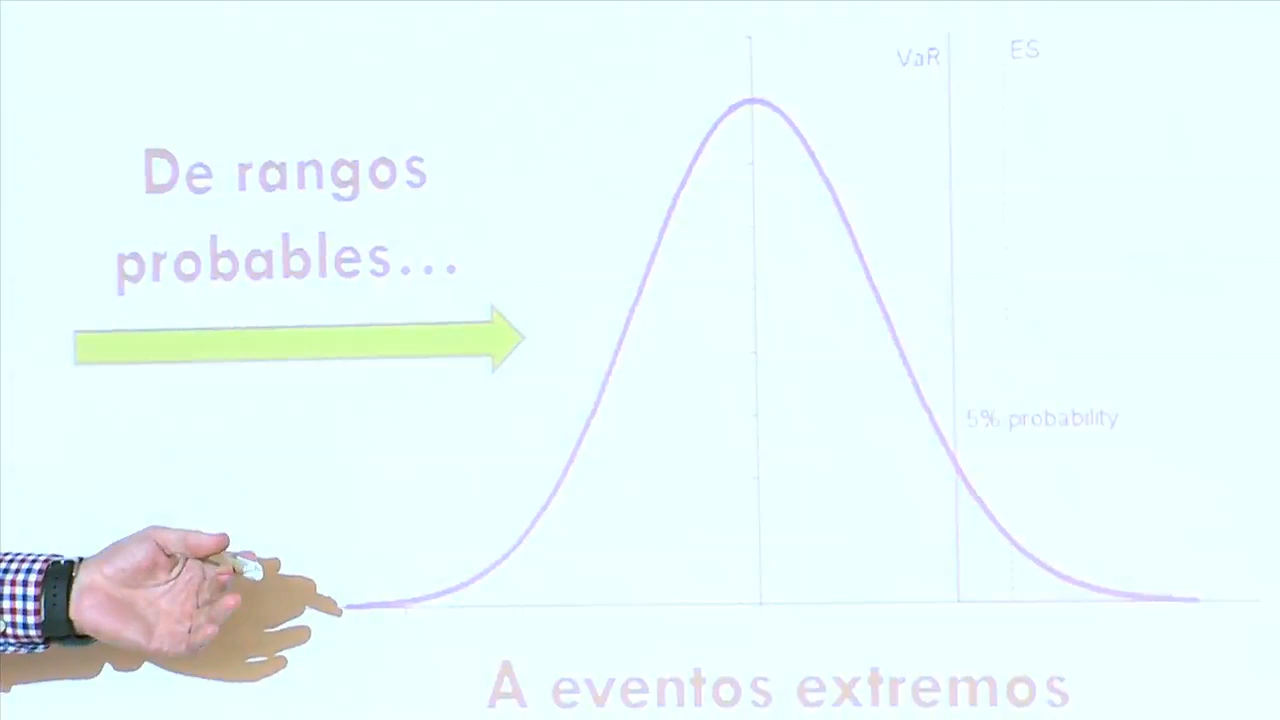 De rangos
probables...
VaR
ES
5% probability
A eventos extremos